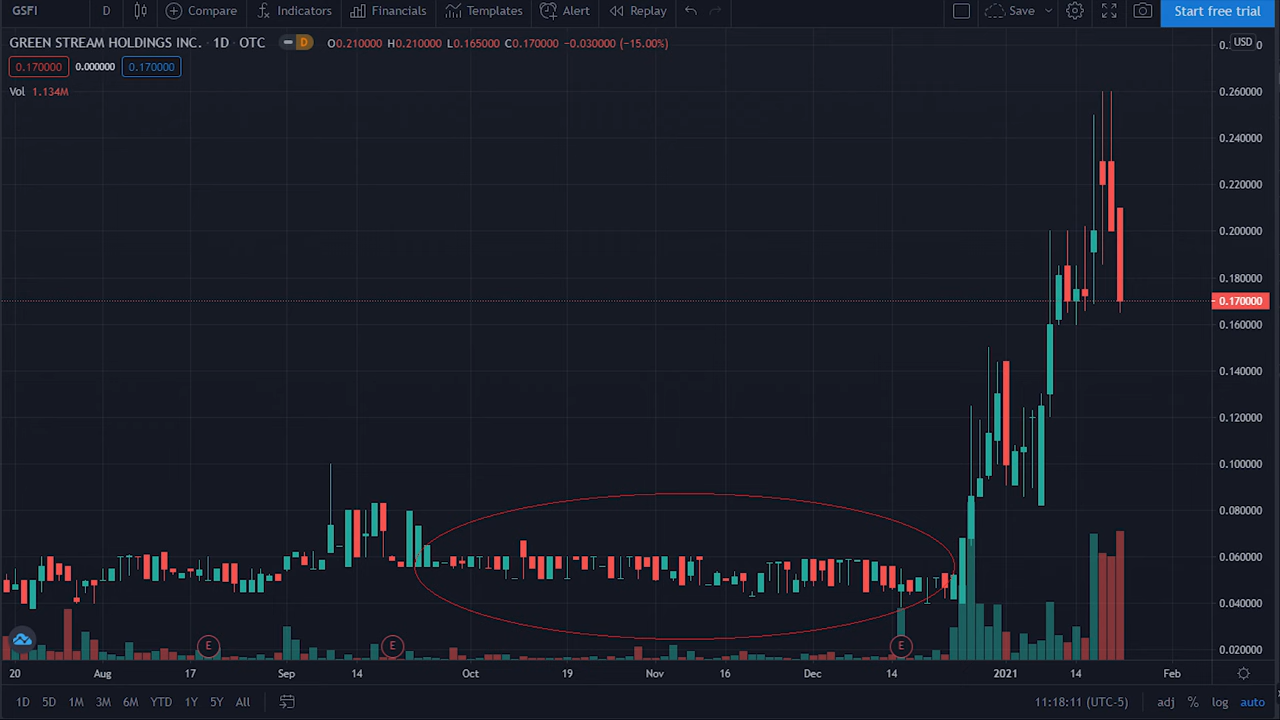 GSFI D Compare Indicators Financials Templates Alert Replay Save Start free trial
GREEN STREAM HOLDINGS INC. · 1D · OTC D O0.210000 H0.210000 L0.165000 C0.170000 −0.030000 (−15.00%)
USD
0.170000 0.000000 0.170000
Vol 1.134M
0.260000
0.240000
0.220000
0.200000
0.180000
0.170000
0.160000
0.140000
0.120000
0.100000
0.080000
0.060000
0.040000
0.020000
E E E
20 Aug 17 Sep 14 Oct 19 Nov 16 Dec 14 2021 14 Feb
1D 5D 1M 3M 6M YTD 1Y 5Y All 11:18:11 (UTC-5) adj % log auto